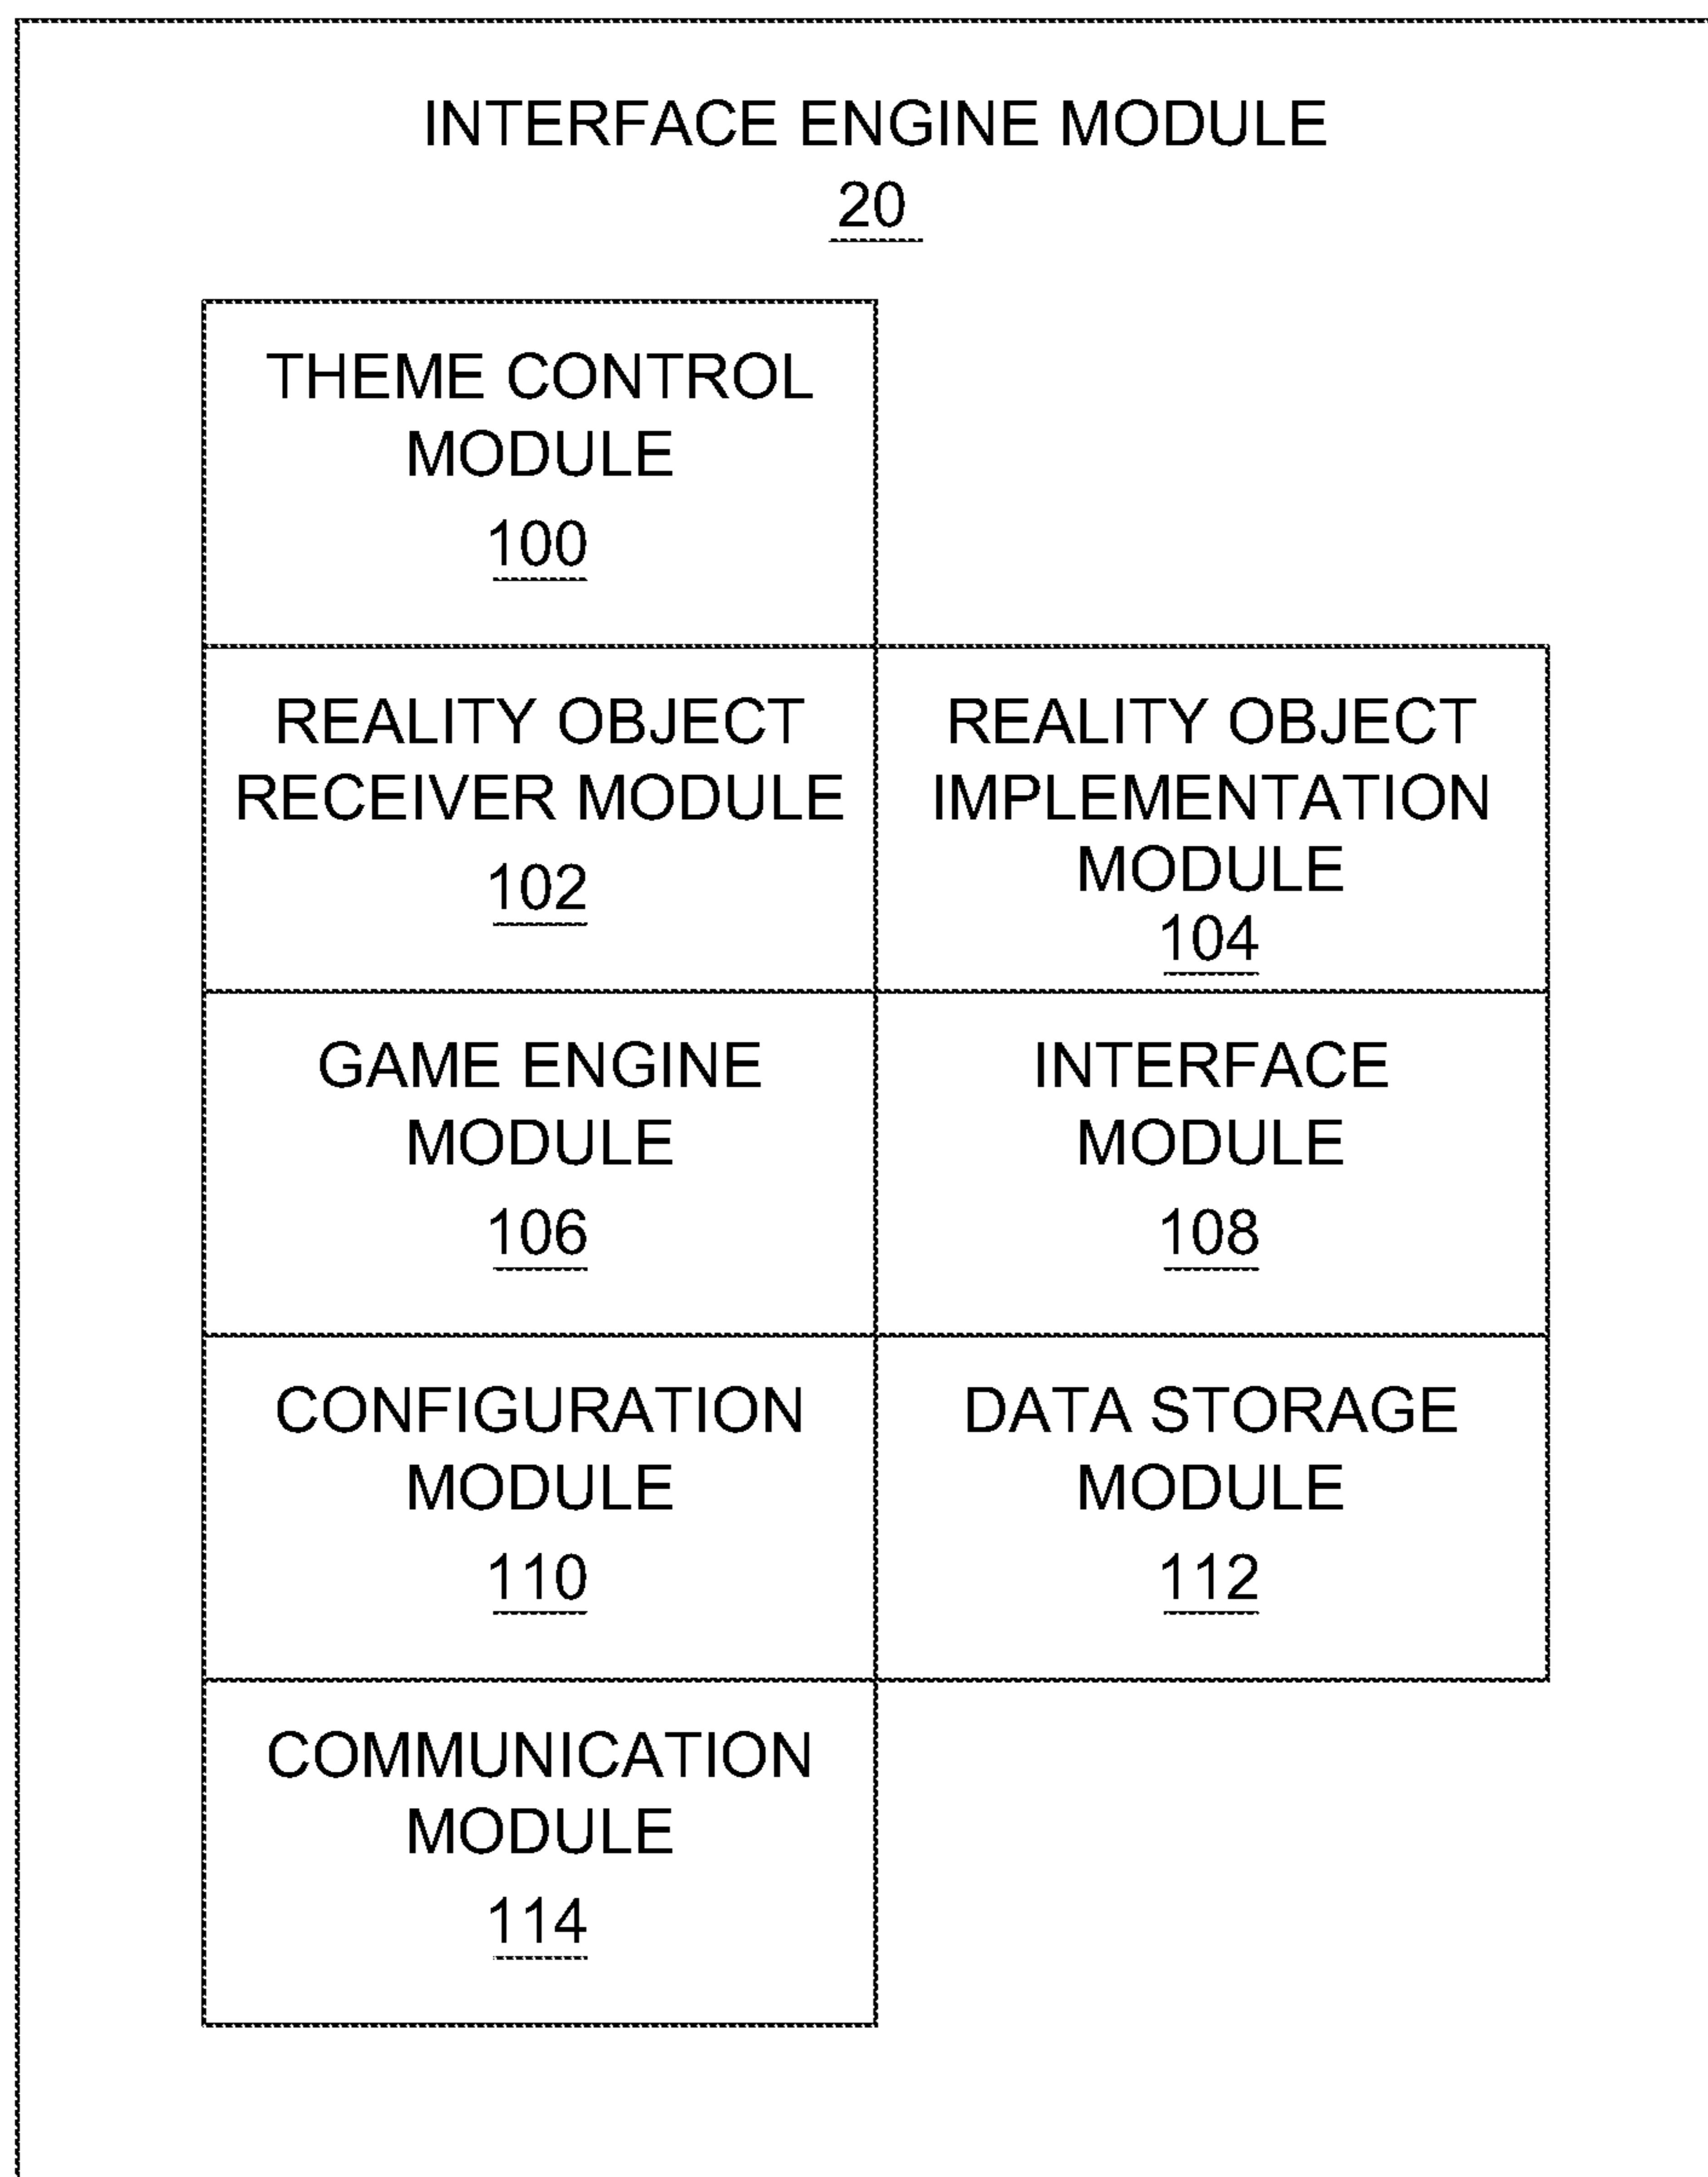 INTERFACE ENGINE MODULE
20
THEME CONTROL
MODULE
100
REALITY OBJECT
RECEIVER MODULE
102
REALITY OBJECT
IMPLEMENTATION
MODULE
104
GAME ENGINE
MODULE
106
INTERFACE
MODULE
108
CONFIGURATION
MODULE
110
DATA STORAGE
MODULE
112
COMMUNICATION
MODULE
114